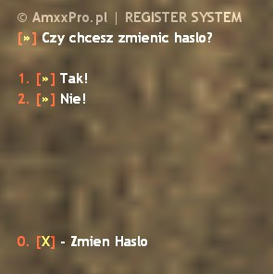 © AmxxPro.pl | REGISTER SYSTEM
[»] Czy chcesz zmienic haslo?
1. [»] Tak!
2. [»] Nie!
0. [X] - Zmien Haslo